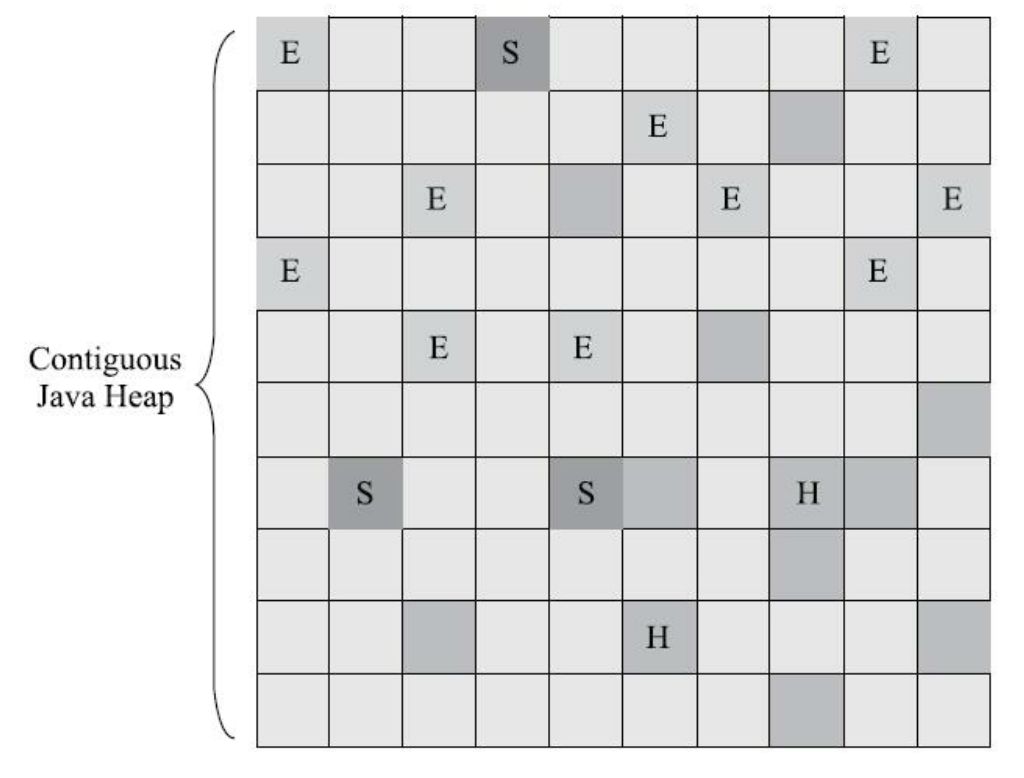 E S E
E
E E E
E E
E E
Contiguous
Java Heap
S S H
H